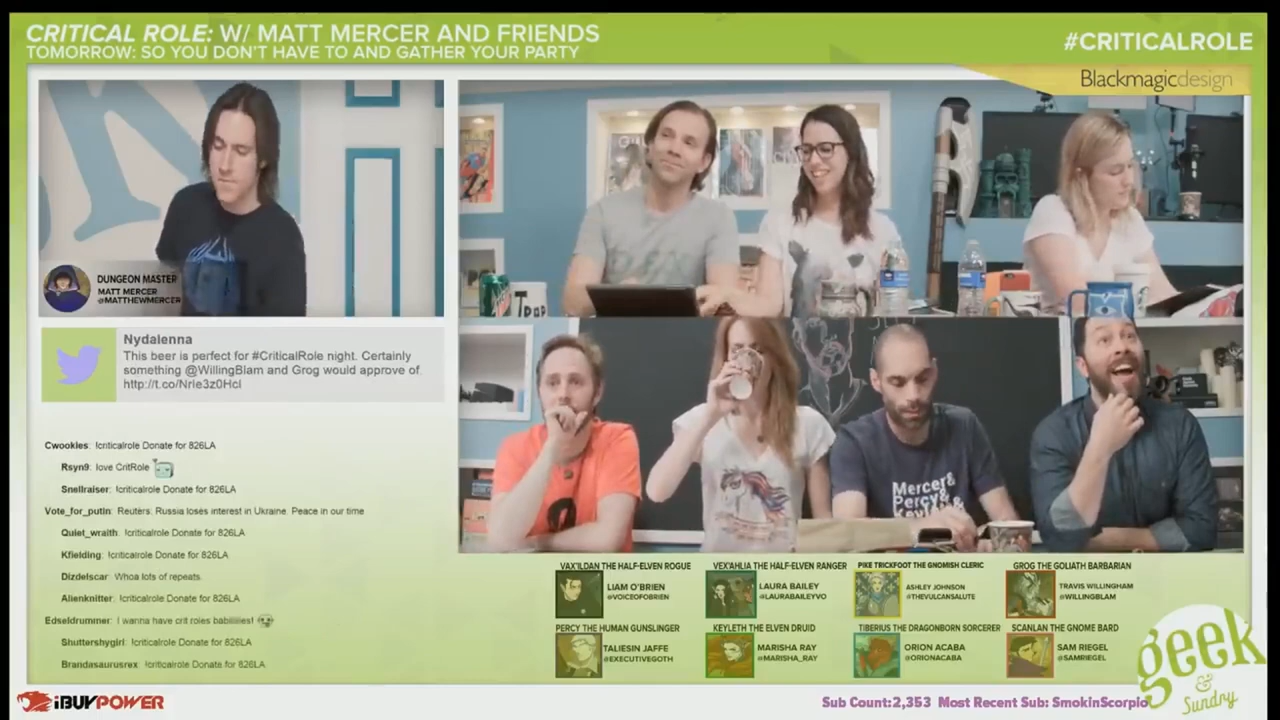 CRITICAL ROLE: W/ MATT MERCER AND FRIENDS
TOMORROW: SO YOU DON'T HAVE TO AND GATHER YOUR PARTY
#CRITICALROLE
Blackmagicdesign
DUNGEON MASTER
MATT MERCER
@MATTHEWMERCER
TRAP
Nydalenna
This beer is perfect for #CriticalRole night. Certainly
something @WillingBlam and Grog would approve of.
http://t.co/NrIe3z0HcI
Cwookles: !criticalrole Donate for 826LA
Rsyn9: love CritRole
Snellraiser: !criticalrole Donate for 826LA
Vote_for_putin: Reuters: Russia loses interest in Ukraine. Peace in our time
Quiet_wraith: !criticalrole Donate for 826LA
Kfielding: !criticalrole Donate for 826LA
Dizdelscar: Whoa lots of repeats.
Alienknitter: !criticalrole Donate for 826LA
Edseldrummer: I wanna have crit roles babiiiiies!
Shuttershygirl: !criticalrole Donate for 826LA
Brandasaurusrex: !criticalrole Donate for 826LA
Mercer&
Percy&
Keyleth&
VAX'ILDAN THE HALF-ELVEN ROGUE
LIAM O'BRIEN
@VOICEOFOBRIEN
VEX'AHLIA THE HALF-ELVEN RANGER
LAURA BAILEY
@LAURABAILEYVO
PIKE TRICKFOOT THE GNOMISH CLERIC
ASHLEY JOHNSON
@THEVULCANSALUTE
GROG THE GOLIATH BARBARIAN
TRAVIS WILLINGHAM
@WILLINGBLAM
PERCY THE HUMAN GUNSLINGER
TALIESIN JAFFE
@EXECUTIVEGOTH
KEYLETH THE ELVEN DRUID
MARISHA RAY
@MARISHA_RAY
TIBERIUS THE DRAGONBORN SORCERER
ORION ACABA
@ORIONACABA
SCANLAN THE GNOME BARD
SAM RIEGEL
@SAMRIEGEL
geek
&
Sundry
iBUYPOWER
Sub Count:2,353 Most Recent Sub: SmokinScorpio